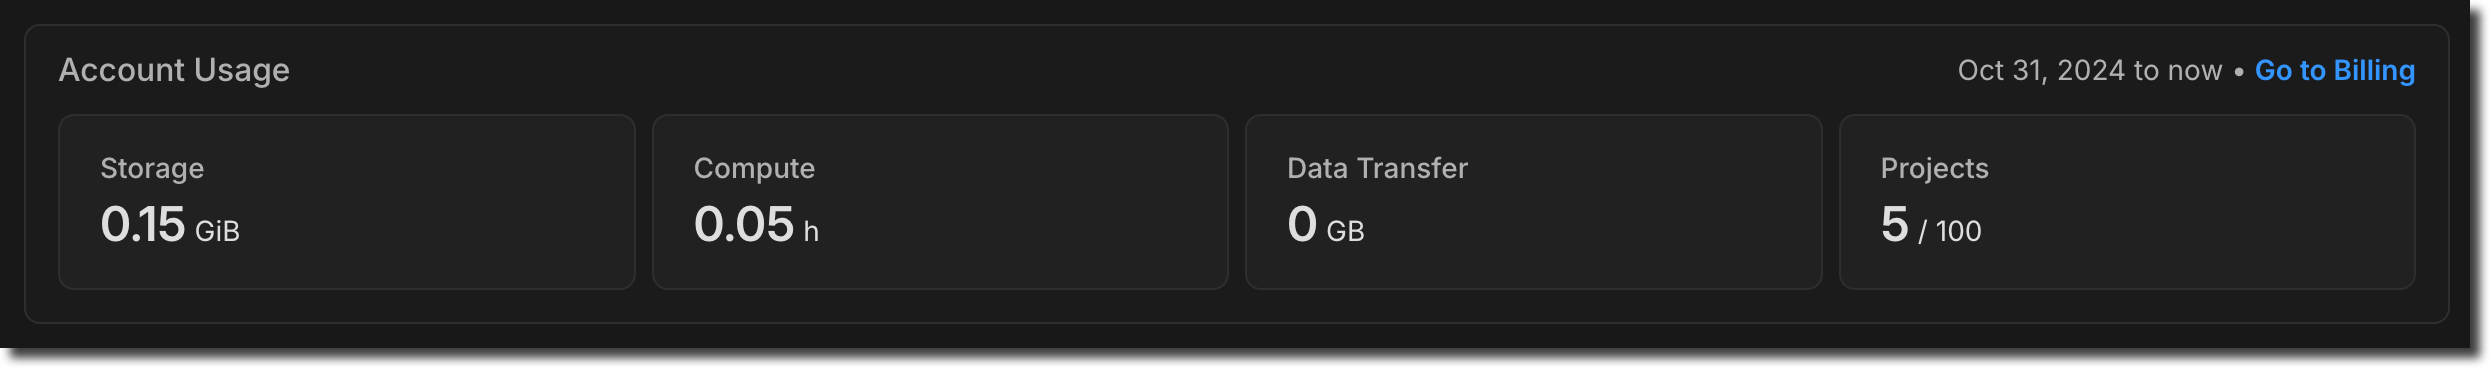 Account Usage
Oct 31, 2024 to now • Go to Billing
Storage
0.15 GiB
Compute
0.05 h
Data Transfer
0 GB
Projects
5 / 100